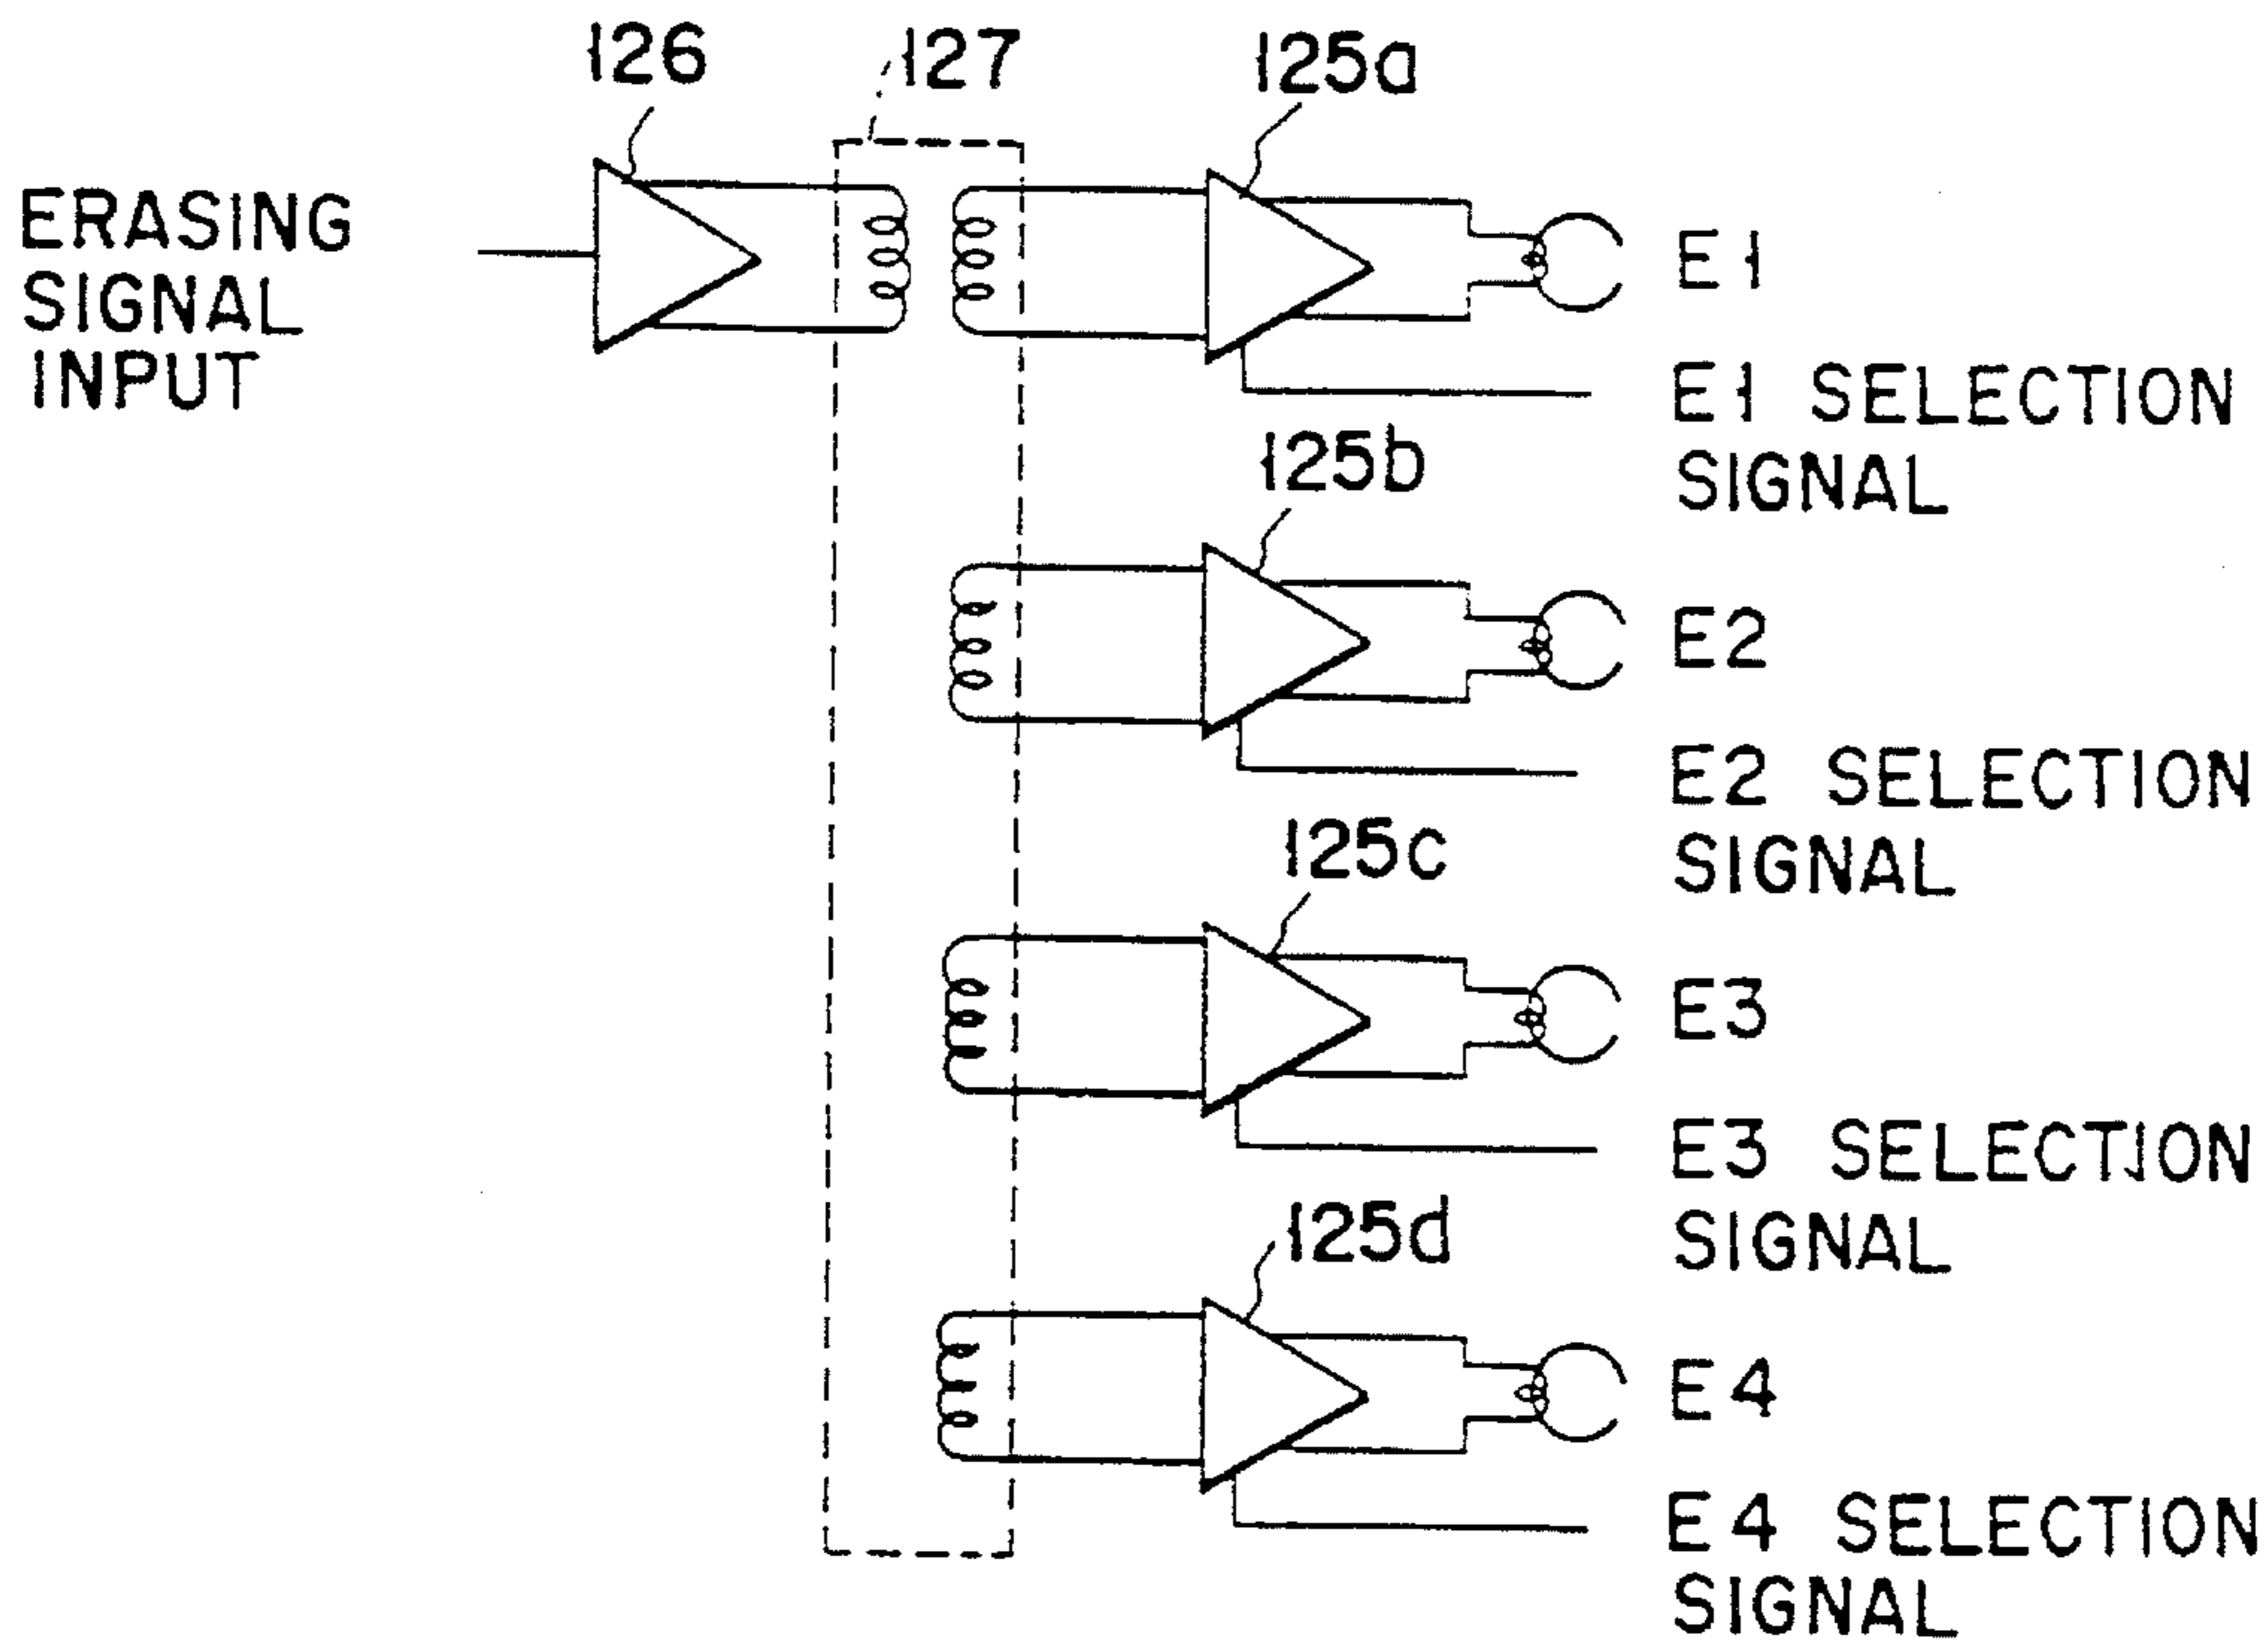 126
127
125a
ERASING
SIGNAL
INPUT
E1
E1 SELECTION
SIGNAL
125b
E2
E2 SELECTION
SIGNAL
125c
E3
E3 SELECTION
SIGNAL
125d
E4
E4 SELECTION
SIGNAL